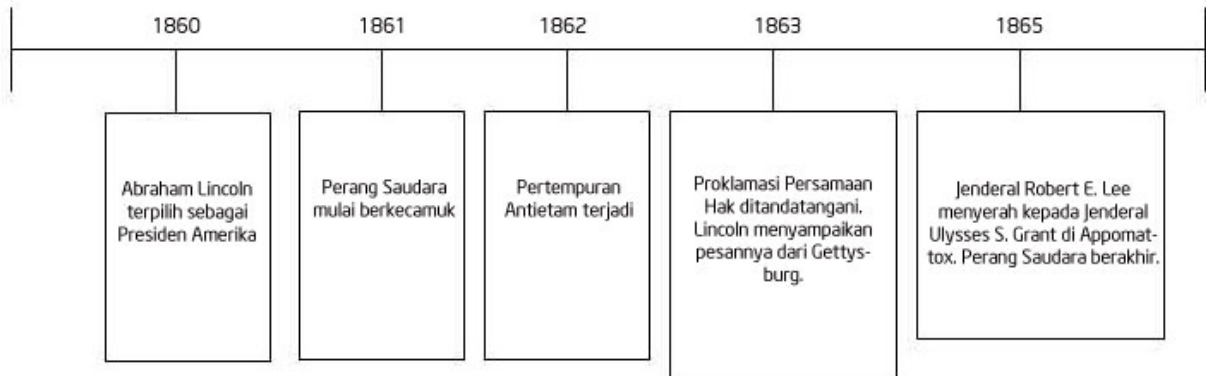 1860
1861
1862
1863
1865
Abraham Lincoln
terpilih sebagai
Presiden Amerika
Perang Saudara
mulai berkecamuk
Pertempuran
Antietam terjadi
Proklamasi Persamaan
Hak ditandatangani.
Lincoln menyampaikan
pesannya dari Gettys-
burg.
Jenderal Robert E. Lee
menyerah kepada Jenderal
Ulysses S. Grant di Appomat-
tox. Perang Saudara berakhir.